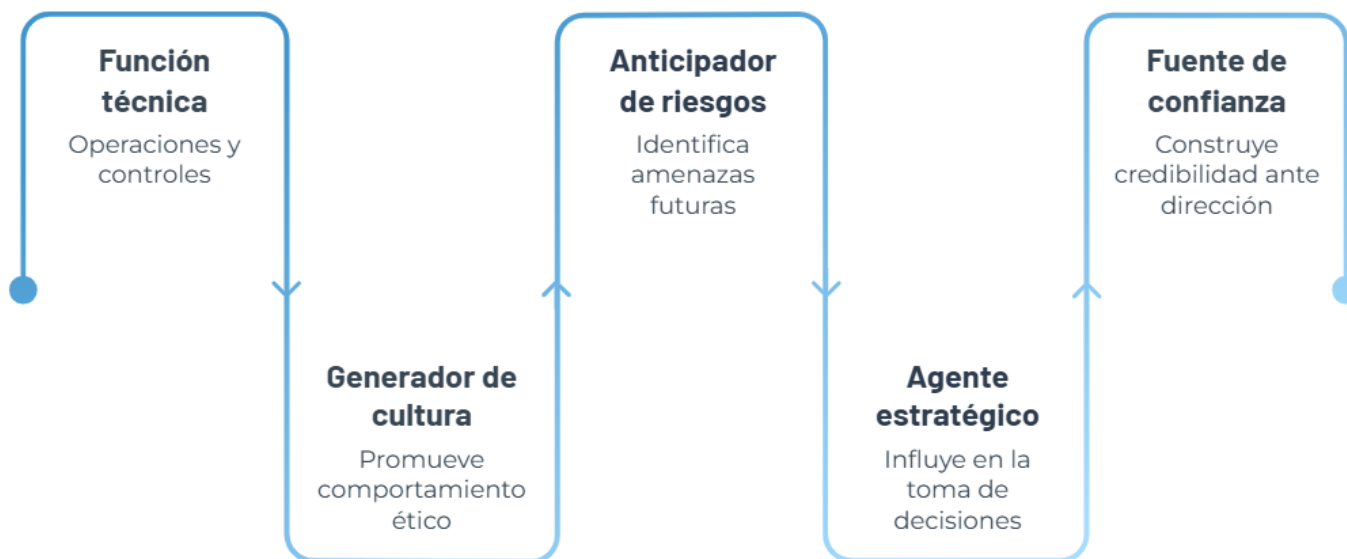 Función
técnica
Operaciones y
controles
Generador de
cultura
Promueve
comportamiento
ético
Anticipador
de riesgos
Identifica
amenazas
futuras
Agente
estratégico
Influye en la
toma de
decisiones
Fuente de
confianza
Construye
credibilidad ante
dirección